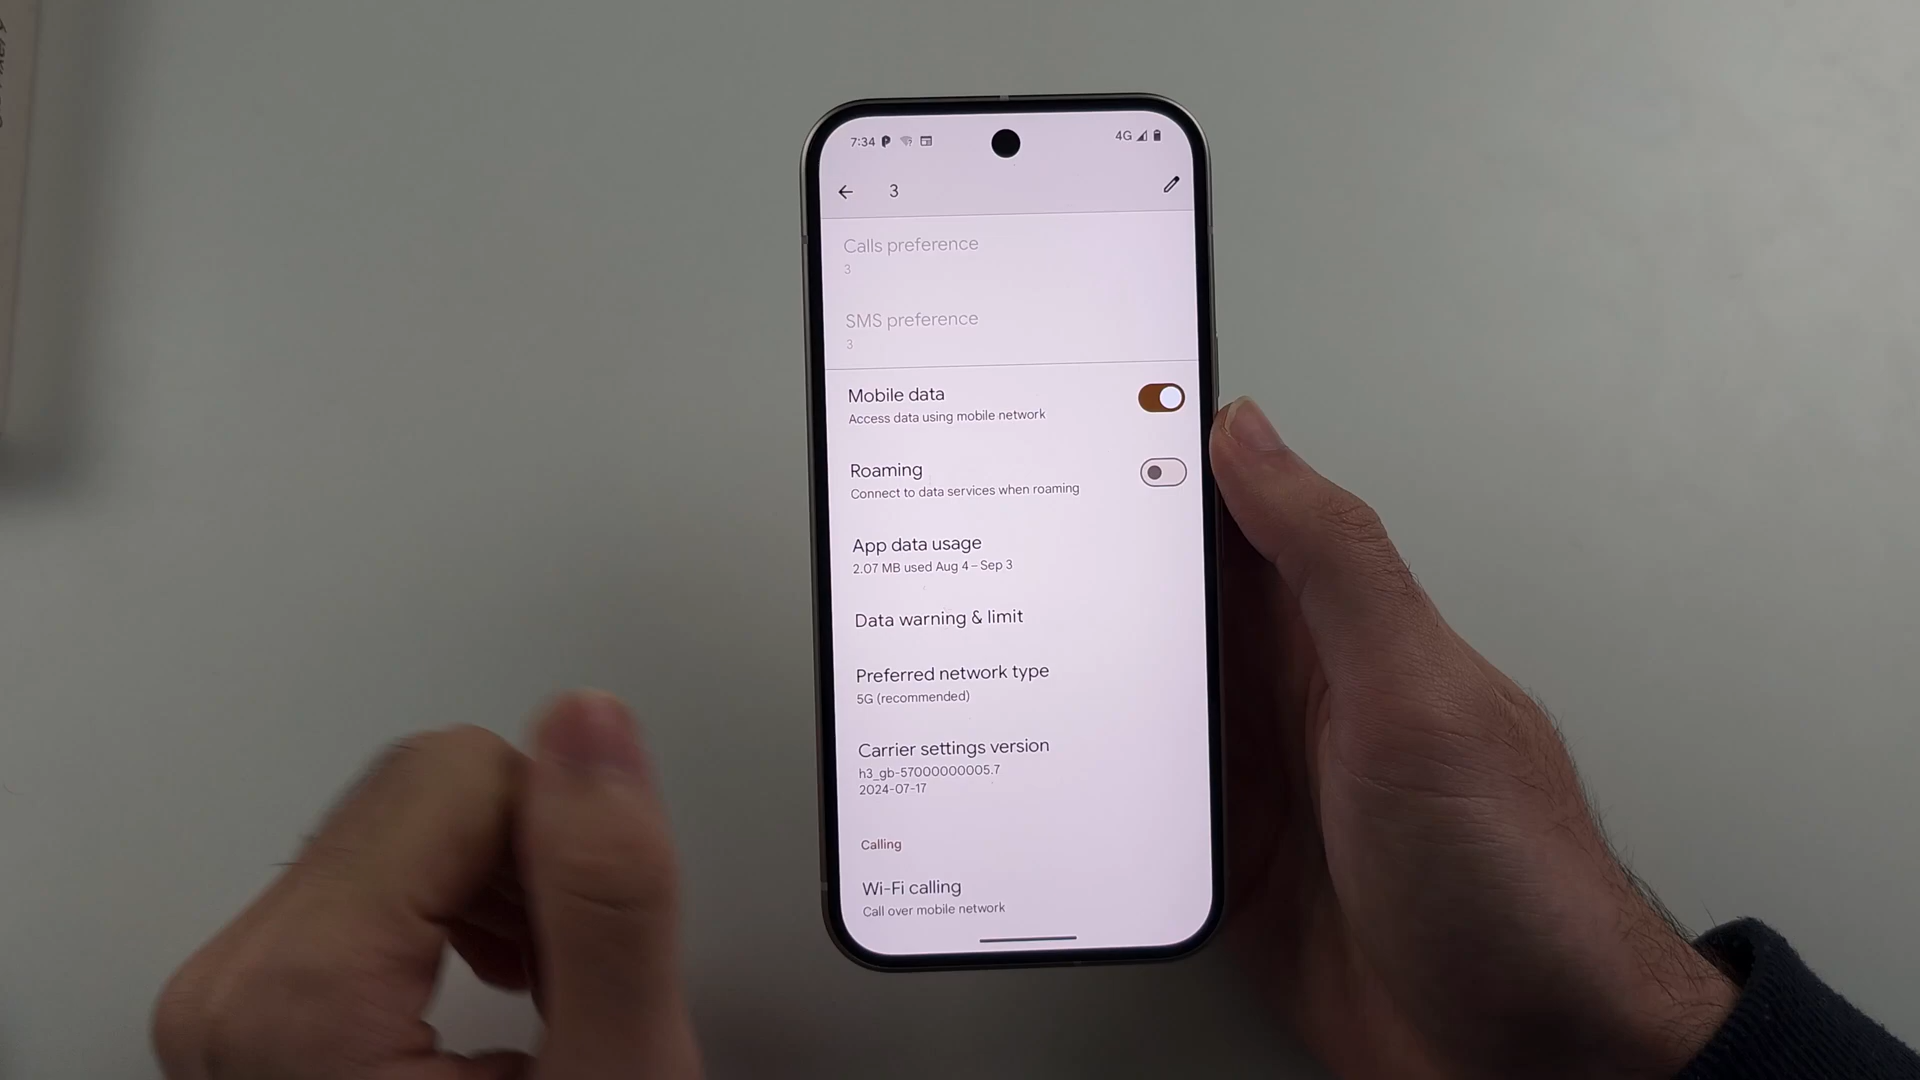 7:34
4G
3
Calls preference
3
SMS preference
3
Mobile data
Access data using mobile network
Roaming
Connect to data services when roaming
App data usage
2.07 MB used Aug 4 – Sep 3
Data warning & limit
Preferred network type
5G (recommended)
Carrier settings version
h3_gb-57000000005.7
2024-07-17
Calling
Wi-Fi calling
Call over mobile network